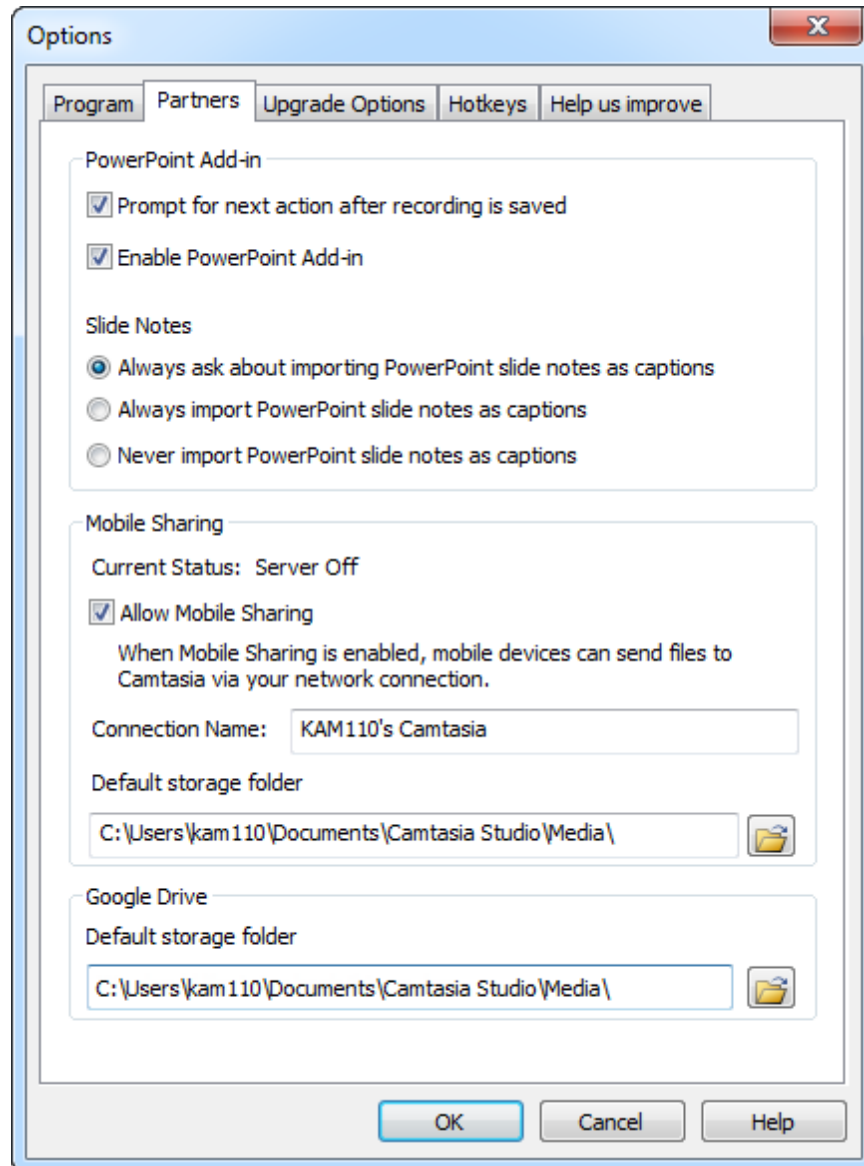 Options
Program Partners Upgrade Options Hotkeys Help us improve
PowerPoint Add-in
Prompt for next action after recording is saved
Enable PowerPoint Add-in
Slide Notes
Always ask about importing PowerPoint slide notes as captions
Always import PowerPoint slide notes as captions
Never import PowerPoint slide notes as captions
Mobile Sharing
Current Status: Server Off
Allow Mobile Sharing
When Mobile Sharing is enabled, mobile devices can send files to
Camtasia via your network connection.
Connection Name: KAM110's Camtasia
Default storage folder
C:\Users\kam110\Documents\Camtasia Studio\Media\
Google Drive
Default storage folder
C:\Users\kam110\Documents\Camtasia Studio\Media\
OK Cancel Help